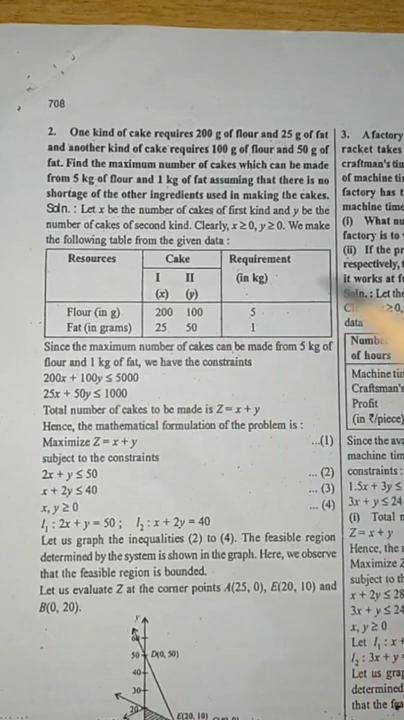 708
2. One kind of cake requires 200 g of flour and 25 g of fat
and another kind of cake requires 100 g of flour and 50 g of
fat. Find the maximum number of cakes which can be made
from 5 kg of flour and 1 kg of fat assuming that there is no
shortage of the other ingredients used in making the cakes.
Soln. : Let x be the number of cakes of first kind and y be the
number of cakes of second kind. Clearly, x ≥ 0, y ≥ 0. We make
the following table from the given data :
Resources Cake Requirement
I II (in kg)
(x) (y)
Flour (in g) 200 100 5
Fat (in grams) 25 50 1
Since the maximum number of cakes can be made from 5 kg of
flour and 1 kg of fat, we have the constraints
200x + 100y ≤ 5000
25x + 50y ≤ 1000
Total number of cakes to be made is Z = x + y
Hence, the mathematical formulation of the problem is :
Maximize Z = x + y ...(1)
subject to the constraints
2x + y ≤ 50 ... (2)
x + 2y ≤ 40 ... (3)
x, y ≥ 0 ... (4)
l₁ : 2x + y = 50 ; l₂ : x + 2y = 40
Let us graph the inequalities (2) to (4). The feasible region
determined by the system is shown in the graph. Here, we observe
that the feasible region is bounded.
Let us evaluate Z at the corner points A(25, 0), E(20, 10) and
B(0, 20).
50 D(0, 50)
40
30
20
E(20, 10)
3. A factory
racket takes
craftman's
of machine
factory has
machine time
(i) What
factory is to
(ii) If the
respectively,
it works at
Soln. : Let the
data
of hours
Machine
Craftsman's
Profit
(in ₹/piece)
Since the
machine
constraints :
1.5x + 3y ≤
3x + y ≤ 24
(i) Total
Z = x + y
Hence, the
Maximize
subject to
x + 2y ≤ 28
3x + y ≤ 24
x, y ≥ 0
Let l₁ : x +
l₂ : 3x + y
Let us
determined
that the